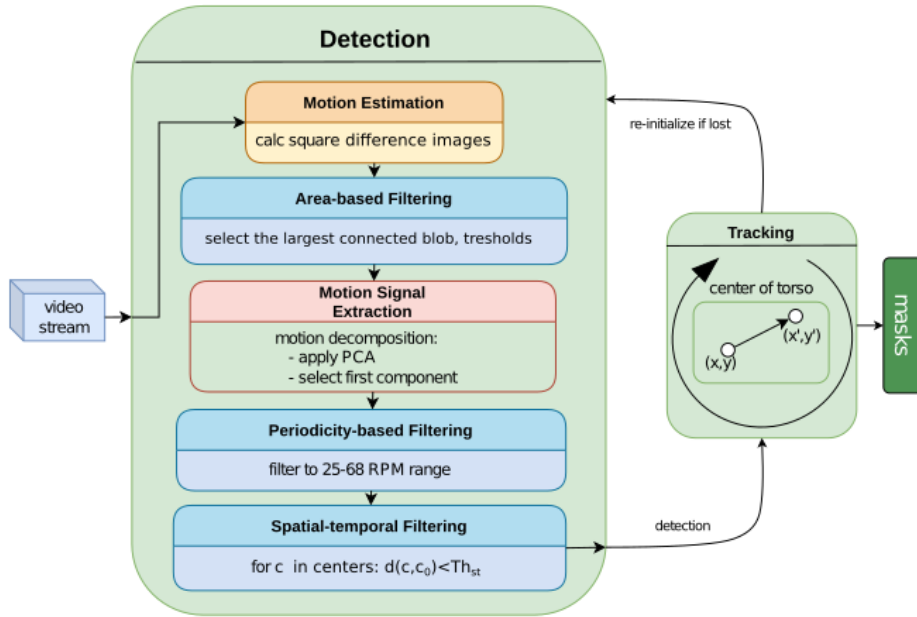 Detection
Motion Estimation
calc square difference images
Area-based Filtering
select the largest connected blob, tresholds
Motion Signal
Extraction
motion decomposition:
- apply PCA
- select first component
Periodicity-based Filtering
filter to 25-68 RPM range
Spatial-temporal Filtering
for c in centers: d(c,c₀)<Thₛₜ
video
stream
re-initialize if lost
Tracking
center of torso
(x',y')
(x,y)
detection
masks